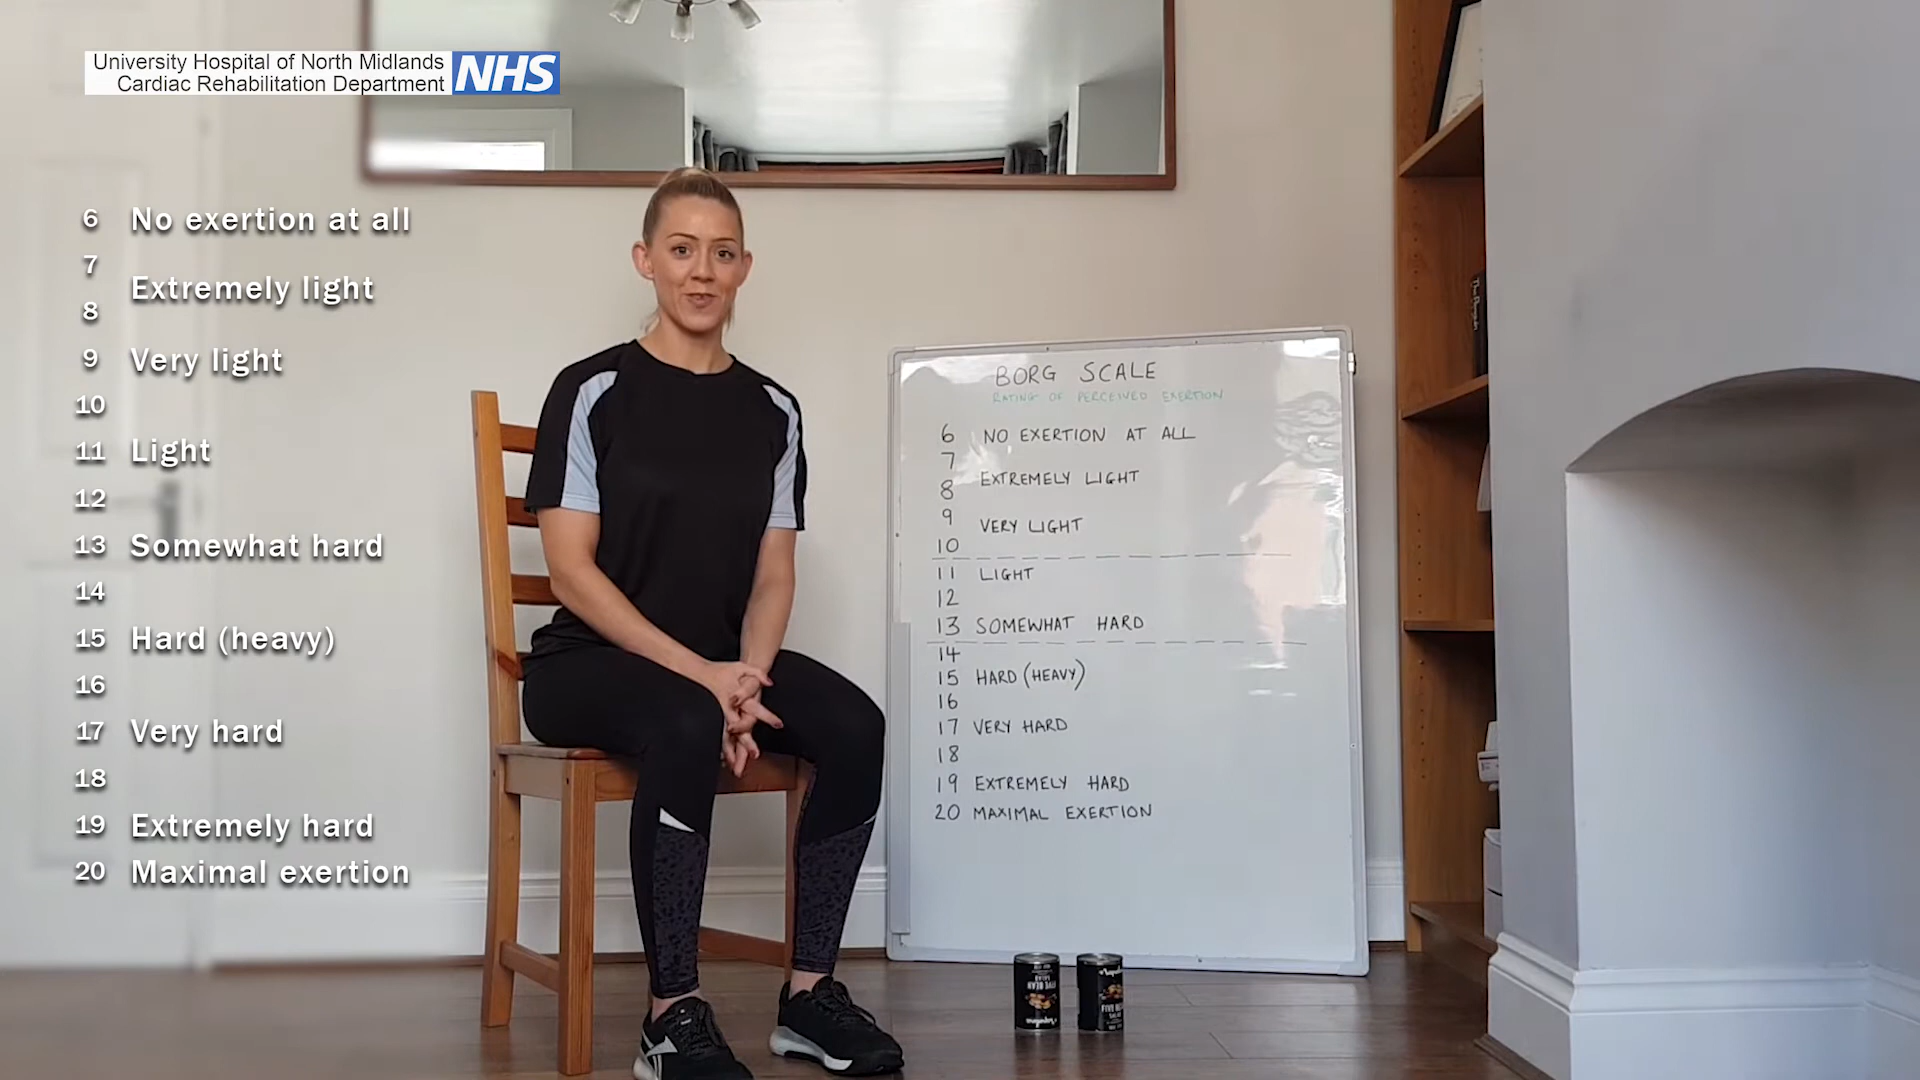 University Hospital of North Midlands
Cardiac Rehabilitation Department
NHS
6 No exertion at all
7
Extremely light
8
9 Very light
10
11 Light
12
13 Somewhat hard
14
15 Hard (heavy)
16
17 Very hard
18
19 Extremely hard
20 Maximal exertion
BORG SCALE
RATING OF PERCEIVED EXERTION
6 NO EXERTION AT ALL
7
EXTREMELY LIGHT
8
9 VERY LIGHT
10
11 LIGHT
12
13 SOMEWHAT HARD
14
15 HARD (HEAVY)
16
17 VERY HARD
18
19 EXTREMELY HARD
20 MAXIMAL EXERTION
FIVE BEAN
SALAD
FIVE